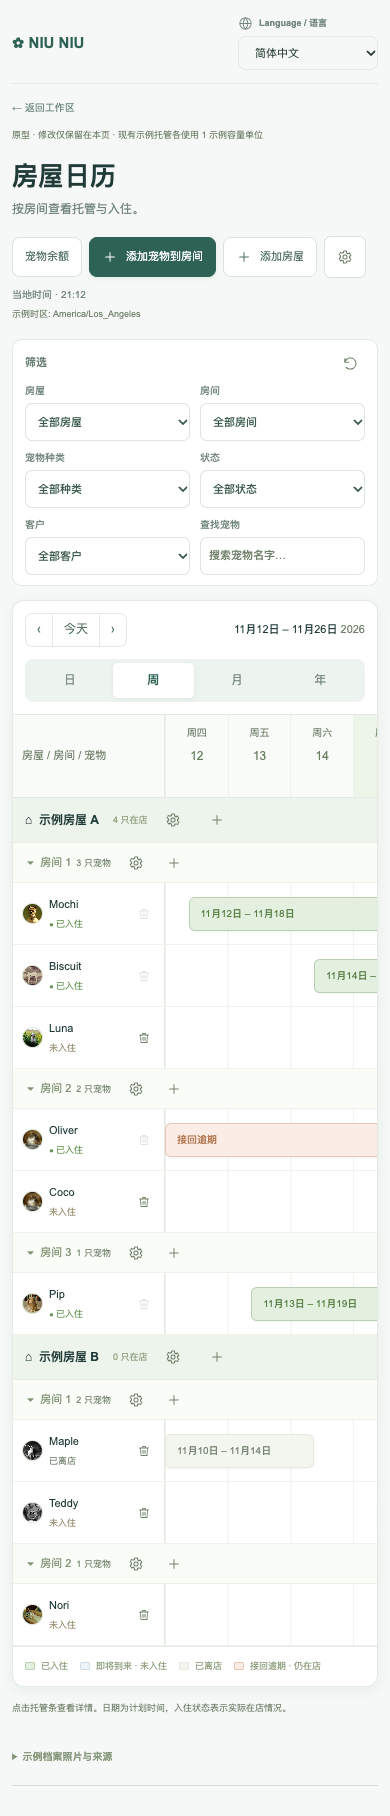 Language / 语言
✿ NIU NIU
简体中文
← 返回工作区
原型 · 修改仅保留在本页 · 现有示例托管各使用 1 示例容量单位
房屋日历
按房间查看托管与入住。
宠物余额
＋ 添加宠物到房间
＋ 添加房屋
当地时间 · 21:12
示例时区: America/Los_Angeles
筛选
房屋 房间
全部房屋 全部房间
宠物种类 状态
全部种类 全部状态
客户 查找宠物
全部客户 搜索宠物名字...
‹ 今天 › 11月12日 – 11月26日 2026
日 周 月 年
周四 周五 周六
房屋 / 房间 / 宠物 12 13 14
示例房屋 A 4 只在店
房间 1 3 只宠物
Mochi
已入住
11月12日 – 11月18日
Biscuit
已入住
11月14日 –
Luna
未入住
房间 2 2 只宠物
Oliver
已入住
接回逾期
Coco
未入住
房间 3 1 只宠物
Pip
已入住
11月13日 – 11月19日
示例房屋 B 0 只在店
房间 1 2 只宠物
Maple
已离店
11月10日 – 11月14日
Teddy
未入住
房间 2 1 只宠物
Nori
未入住
已入住 即将到来 · 未入住 已离店 接回逾期 · 仍在店
点击托管条查看详情。日期为计划时间，入住状态表示实际在店情况。
▶ 示例档案照片与来源